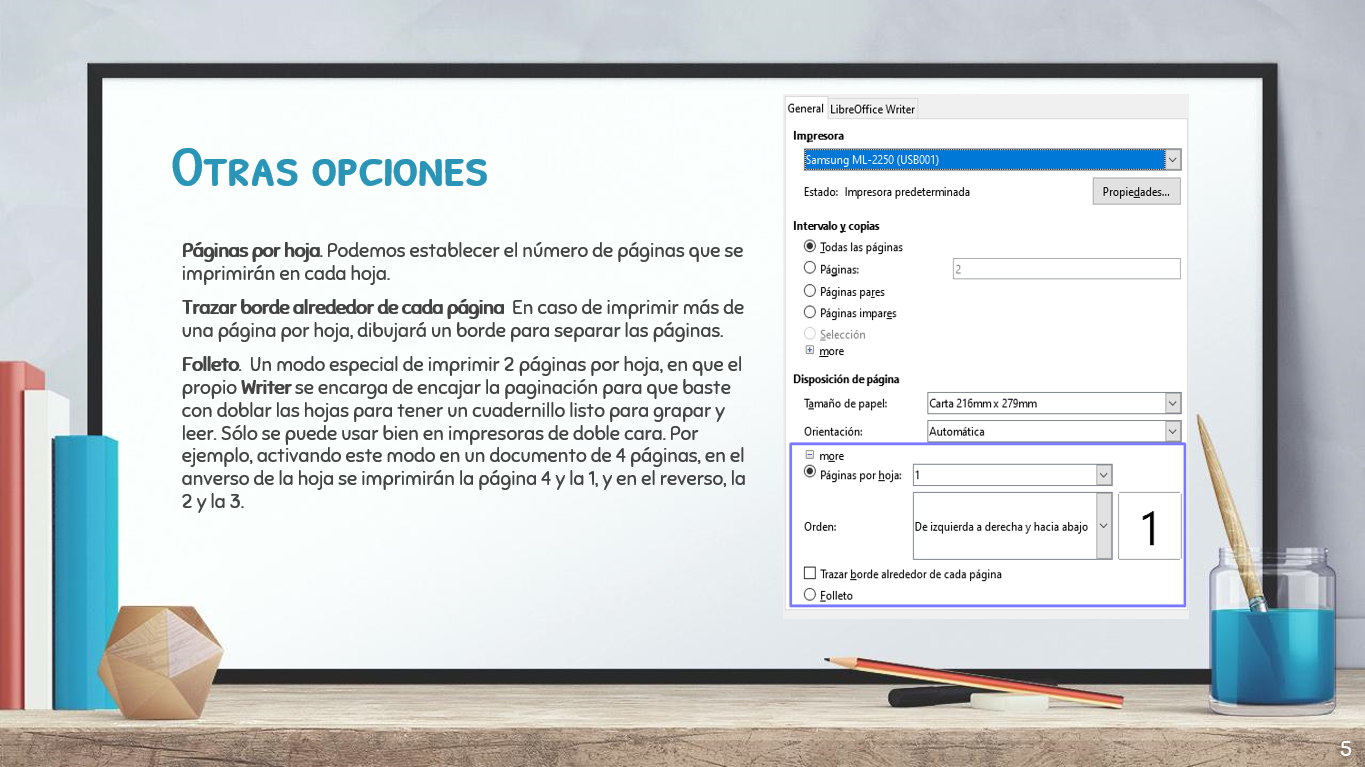 Otras opciones
Páginas por hoja. Podemos establecer el número de páginas que se
imprimirán en cada hoja.
Trazar borde alrededor de cada página  En caso de imprimir más de
una página por hoja, dibujará un borde para separar las páginas.
Folleto.  Un modo especial de imprimir 2 páginas por hoja, en que el
propio Writer se encarga de encajar la paginación para que baste
con doblar las hojas para tener un cuadernillo listo para grapar y
leer. Sólo se puede usar bien en impresoras de doble cara. Por
ejemplo, activando este modo en un documento de 4 páginas, en el
anverso de la hoja se imprimirán la página 4 y la 1, y en el reverso, la
2 y la 3.
General LibreOffice Writer
Impresora
Samsung ML-2250 (USB001)
Estado: Impresora predeterminada Propiedades...
Intervalo y copias
Todas las páginas
Páginas: 2
Páginas pares
Páginas impares
Selección
more
Disposición de página
Tamaño de papel: Carta 216mm x 279mm
Orientación: Automática
more
Páginas por hoja: 1
Orden: De izquierda a derecha y hacia abajo 1
Trazar borde alrededor de cada página
Folleto
5